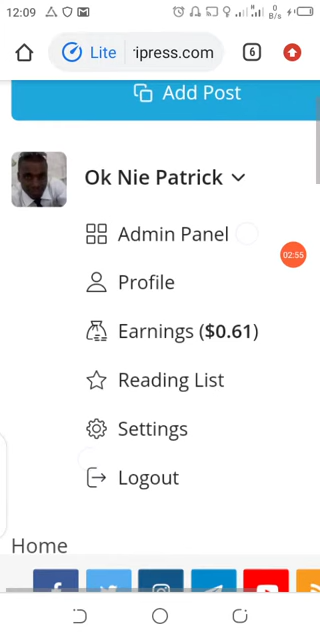 12:09
0
B/s
Lite
ipress.com
6
Add Post
Ok Nie Patrick
Admin Panel
02:55
Profile
Earnings ($0.61)
Reading List
Settings
Logout
Home